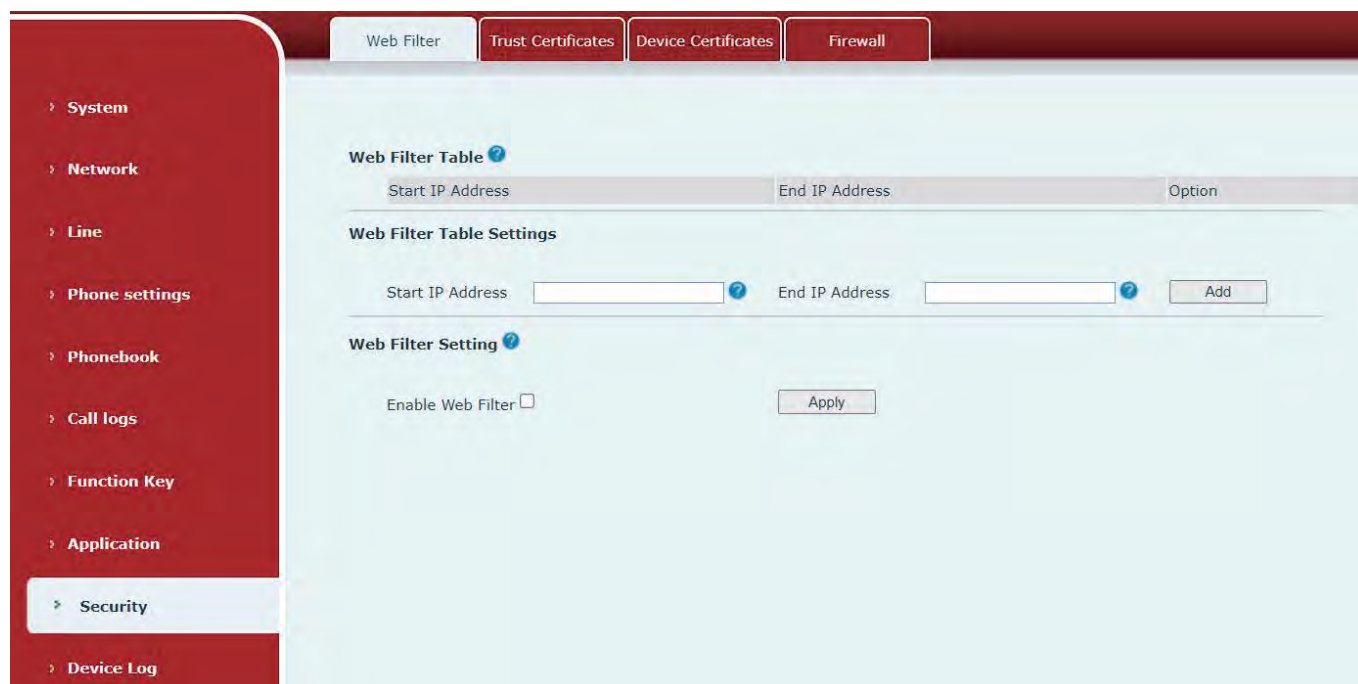 Web Filter Trust Certificates Device Certificates Firewall
System
Network
Line
Phone settings
Phonebook
Call logs
Function Key
Application
Security
Device Log
Web Filter Table ?
Start IP Address End IP Address Option
Web Filter Table Settings
Start IP Address ? End IP Address ? Add
Web Filter Setting ?
Enable Web Filter Apply